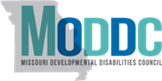 MODDC
MISSOURI DEVELOPMENTAL DISABILITIES COUNCIL